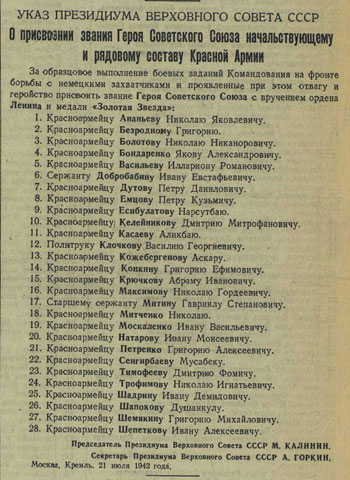 УКАЗ ПРЕЗИДИУМА ВЕРХОВНОГО СОВЕТА СССР
О присвоении звания Героя Советского Союза начальствующему
и рядовому составу Красной Армии
За образцовое выполнение боевых заданий Командования на фронте
борьбы с немецкими захватчиками и проявленные при этом отвагу и
геройство присвоить звание Героя Советского Союза с вручением ордена
Ленина и медали «Золотая Звезда»:
1. Красноармейцу Ананьеву Николаю Яковлевичу.
2. Красноармейцу Безродному Григорию.
3. Красноармейцу Болотову Николаю Никаноровичу.
4. Красноармейцу Бондаренко Якову Александровичу.
5. Красноармейцу Васильеву Иллариону Романовичу.
6. Сержанту Добробабину Ивану Евстафьевичу.
7. Красноармейцу Дутову Петру Даниловичу.
8. Красноармейцу Емцову Петру Кузьмичу.
9. Красноармейцу Есибулатову Нарсутбаю.
10. Красноармейцу Калейникову Дмитрию Митрофановичу.
11. Красноармейцу Касаеву Аликбаю.
12. Политруку Клочкову Василию Георгиевичу.
13. Красноармейцу Кожебергенову Аскару.
14. Красноармейцу Конкину Григорию Ефимовичу.
15. Красноармейцу Крючкову Абраму Ивановичу.
16. Красноармейцу Максимову Николаю Гордеевичу.
17. Старшему сержанту Митину Гавриилу Степановичу.
18. Красноармейцу Митченко Николаю.
19. Красноармейцу Москаленко Ивану Васильевичу.
20. Красноармейцу Натарову Ивану Моисеевичу.
21. Красноармейцу Петренко Григорию Алексеевичу.
22. Красноармейцу Сенгирбаеву Мусабеку.
23. Красноармейцу Тимофееву Дмитрию Фомичу.
24. Красноармейцу Трофимову Николаю Игнатьевичу.
25. Красноармейцу Шадрину Ивану Демидовичу.
26. Красноармейцу Шапокову Душанкулу.
27. Красноармейцу Шемякину Григорию Михайловичу.
28. Красноармейцу Шепеткову Ивану Алексеевичу.
Председатель Президиума Верховного Совета СССР М. КАЛИНИН.
Секретарь Президиума Верховного Совета СССР А. ГОРКИН.
Москва, Кремль. 21 июля 1942 года.